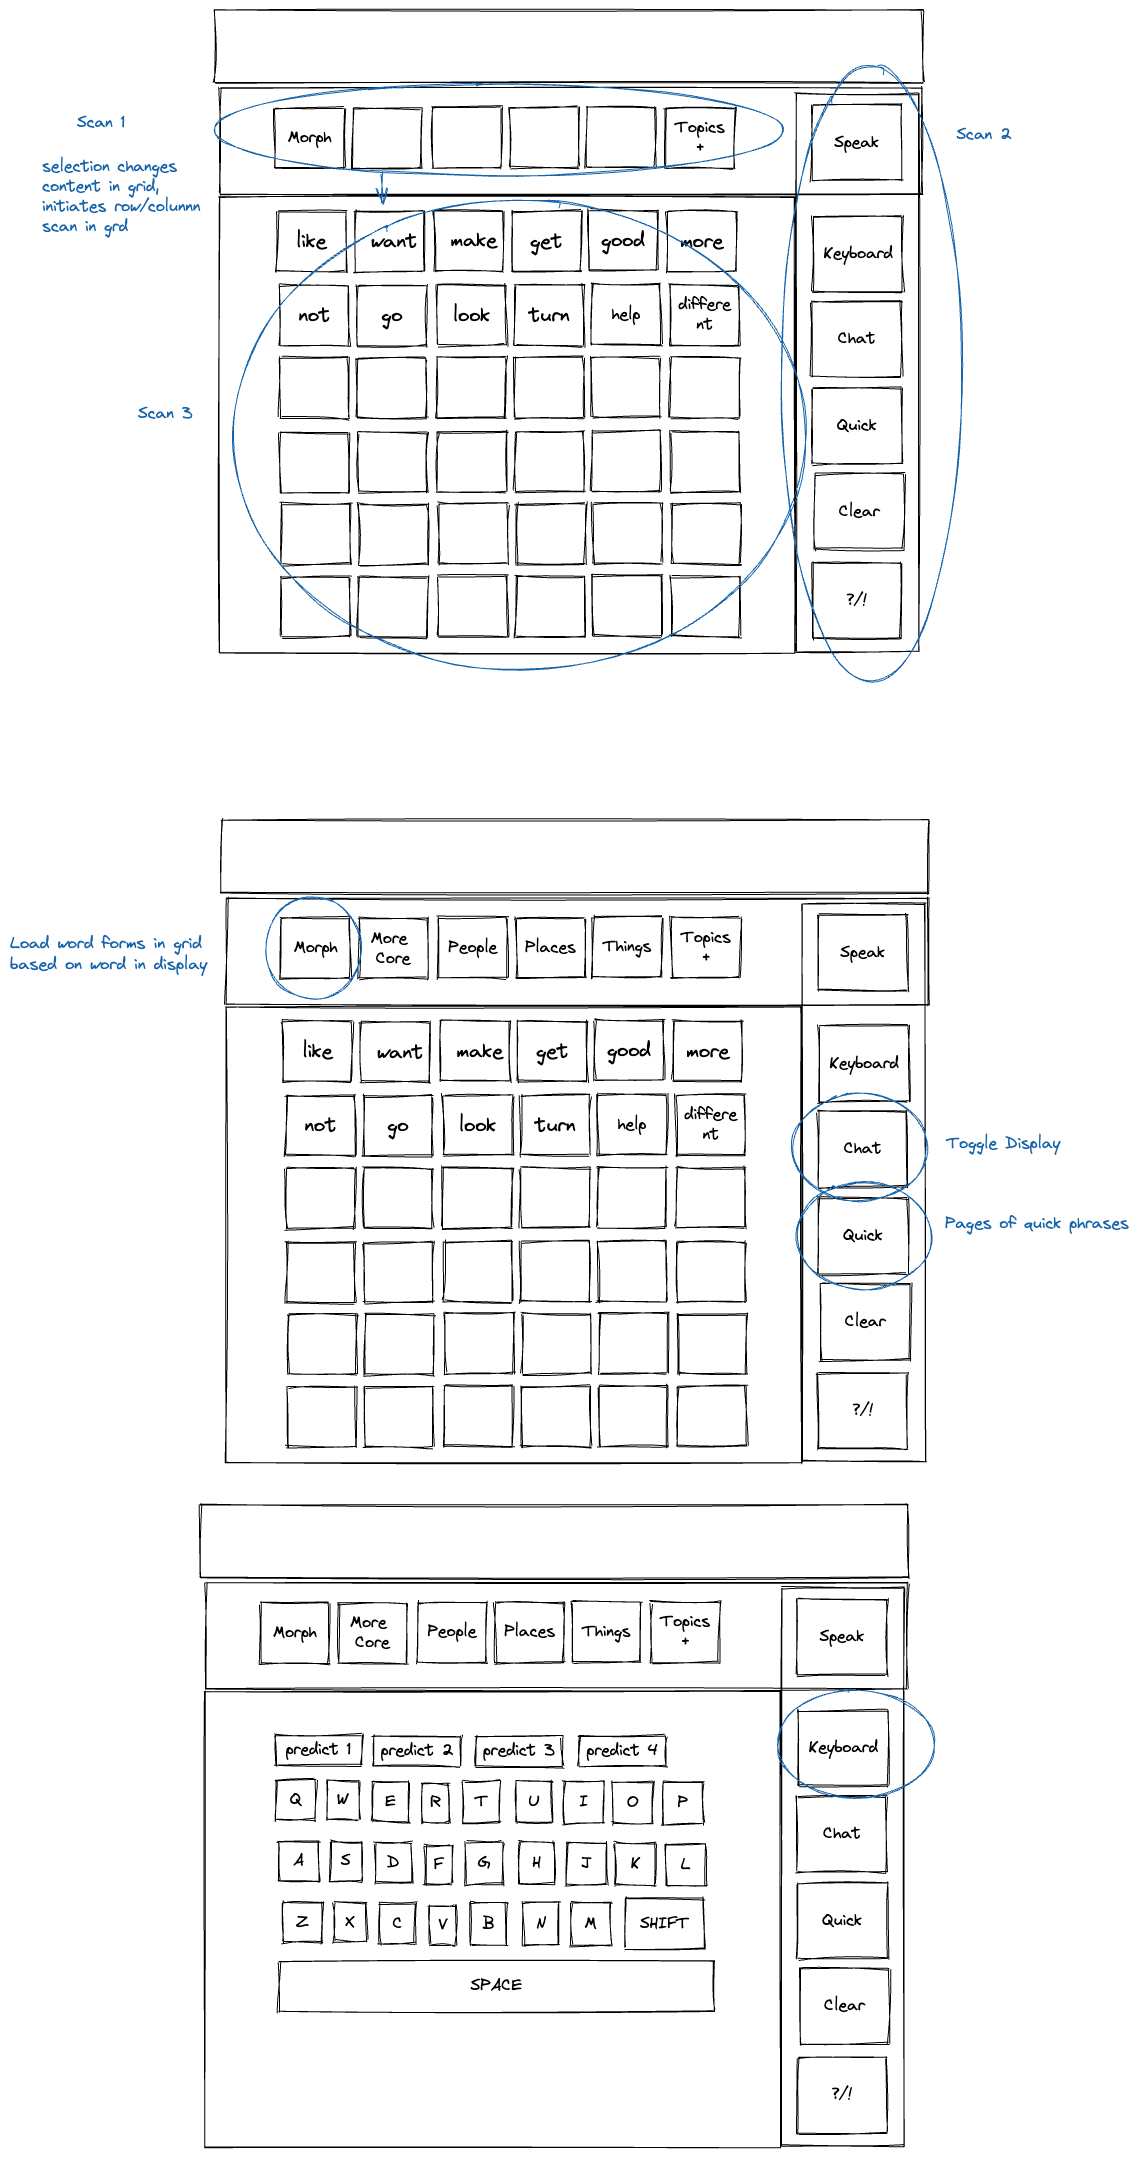 Scan 1
selection changes
content in grid,
initiates row/columnn
scan in grd
Morph
Topics
+
Speak
Scan 2
like want make get good more
not go look turn help differe
nt
Scan 3
Keyboard
Chat
Quick
Clear
?/!
Load word forms in grid
based on word in display
Morph
More
Core
People
Places
Things
Topics
+
Speak
like want make get good more
not go look turn help differe
nt
Keyboard
Chat
Toggle Display
Quick
Pages of quick phrases
Clear
?/!
Morph
More
Core
People
Places
Things
Topics
+
Speak
predict 1 predict 2 predict 3 predict 4
Q W E R T U I O P
A S D F G H J K L
Z X C V B N M SHIFT
SPACE
Keyboard
Chat
Quick
Clear
?/!